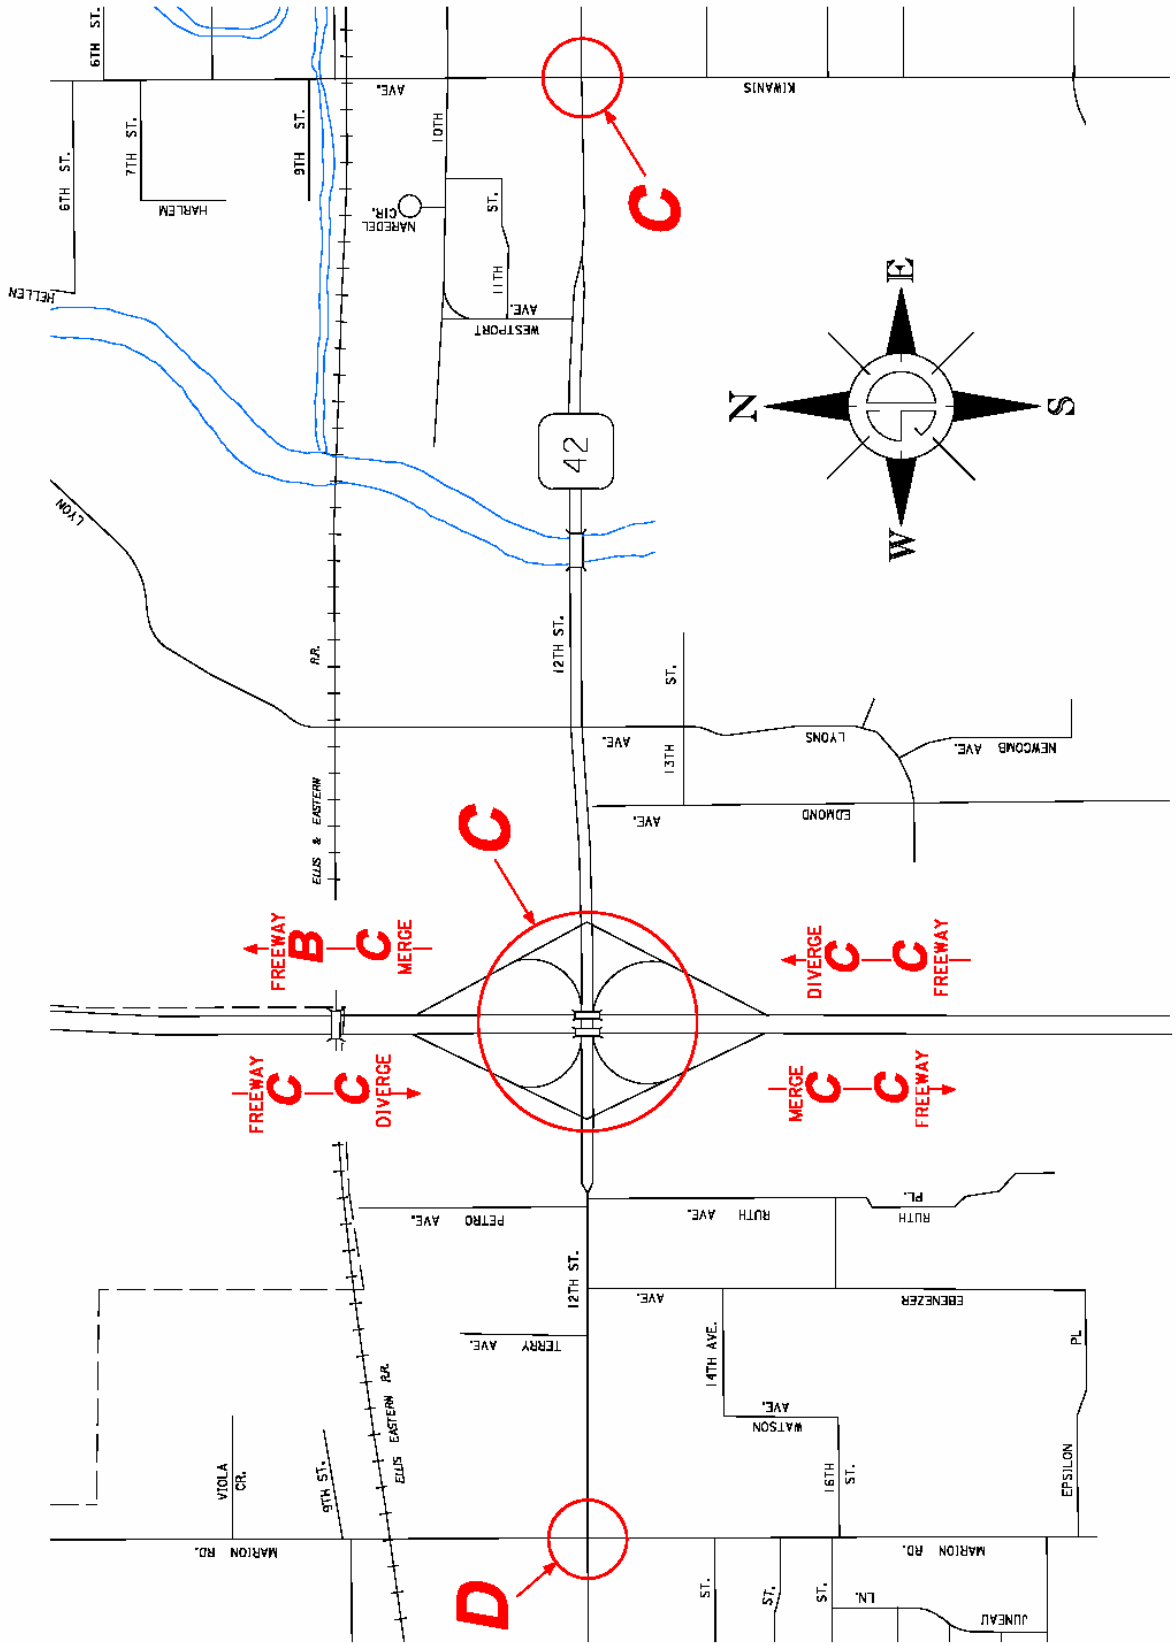 6TH ST.
6TH ST.
7TH ST.
HARLEM
9TH ST.
AVE.
KIWANIS
10TH
NAREDEL
CIR.
11TH ST.
WESTPORT AVE.
C
HELLEN
LYON
42
N
E
S
W
12TH ST.
ELLIS & EASTERN R.R.
LYONS AVE.
13TH ST.
NEWCOMB AVE.
EDMOND AVE.
C
FREEWAY
B C
MERGE
DIVERGE
C C
FREEWAY
FREEWAY
C C
DIVERGE
MERGE
C C
FREEWAY
PETRO AVE.
RUTH AVE.
RUTH PL.
12TH ST.
EBENEZER AVE.
TERRY AVE.
14TH AVE.
WATSON
AVE.
16TH
ST.
EPSILON PL
VIOLA
CR.
9TH ST.
ELLIS EASTERN R.R.
MARION RD.
MARION RD.
D
ST.
ST.
ST.
LN.
JUNEAU